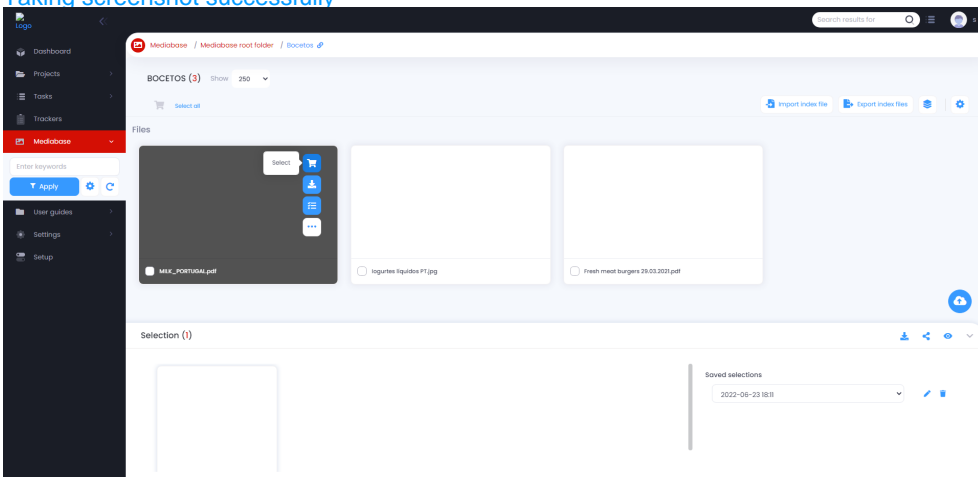 Taking screenshot successfully
Logo
Search results for
s
Dashboard
Mediabase / Mediabase root folder / Bocetos
Projects
BOCETOS (3) Show 250
Tasks
Select all
Import index file
Export index files
Trackers
Files
Mediabase
Enter keywords
Select
Apply
User guides
Settings
Setup
MILK_PORTUGAL.pdf
Iogurtes liquidos PT.jpg
Fresh meat burgers 29.03.2021.pdf
Selection (1)
Saved selections
2022-06-23 18:11